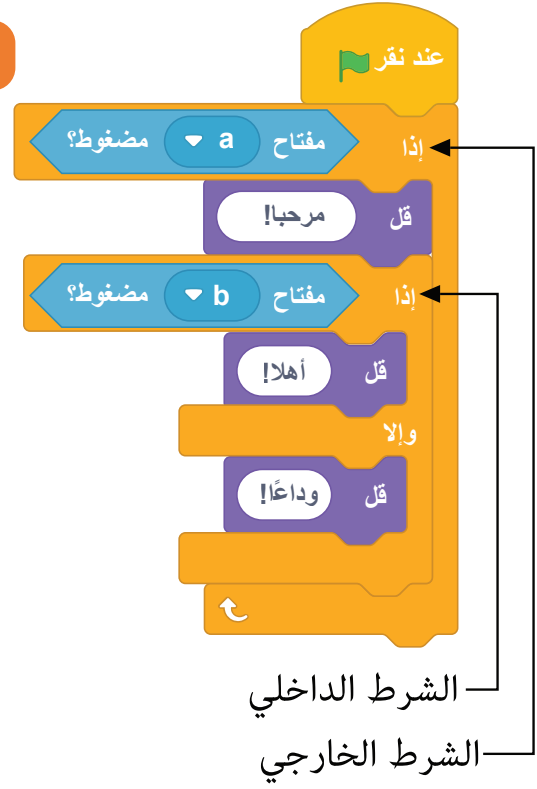 عند نقر
إذا مفتاح a مضغوط؟
قل مرحبا!
إذا مفتاح b مضغوط؟
قل أهلا!
وإلا
قل وداعًا!
الشرط الداخلي
الشرط الخارجي